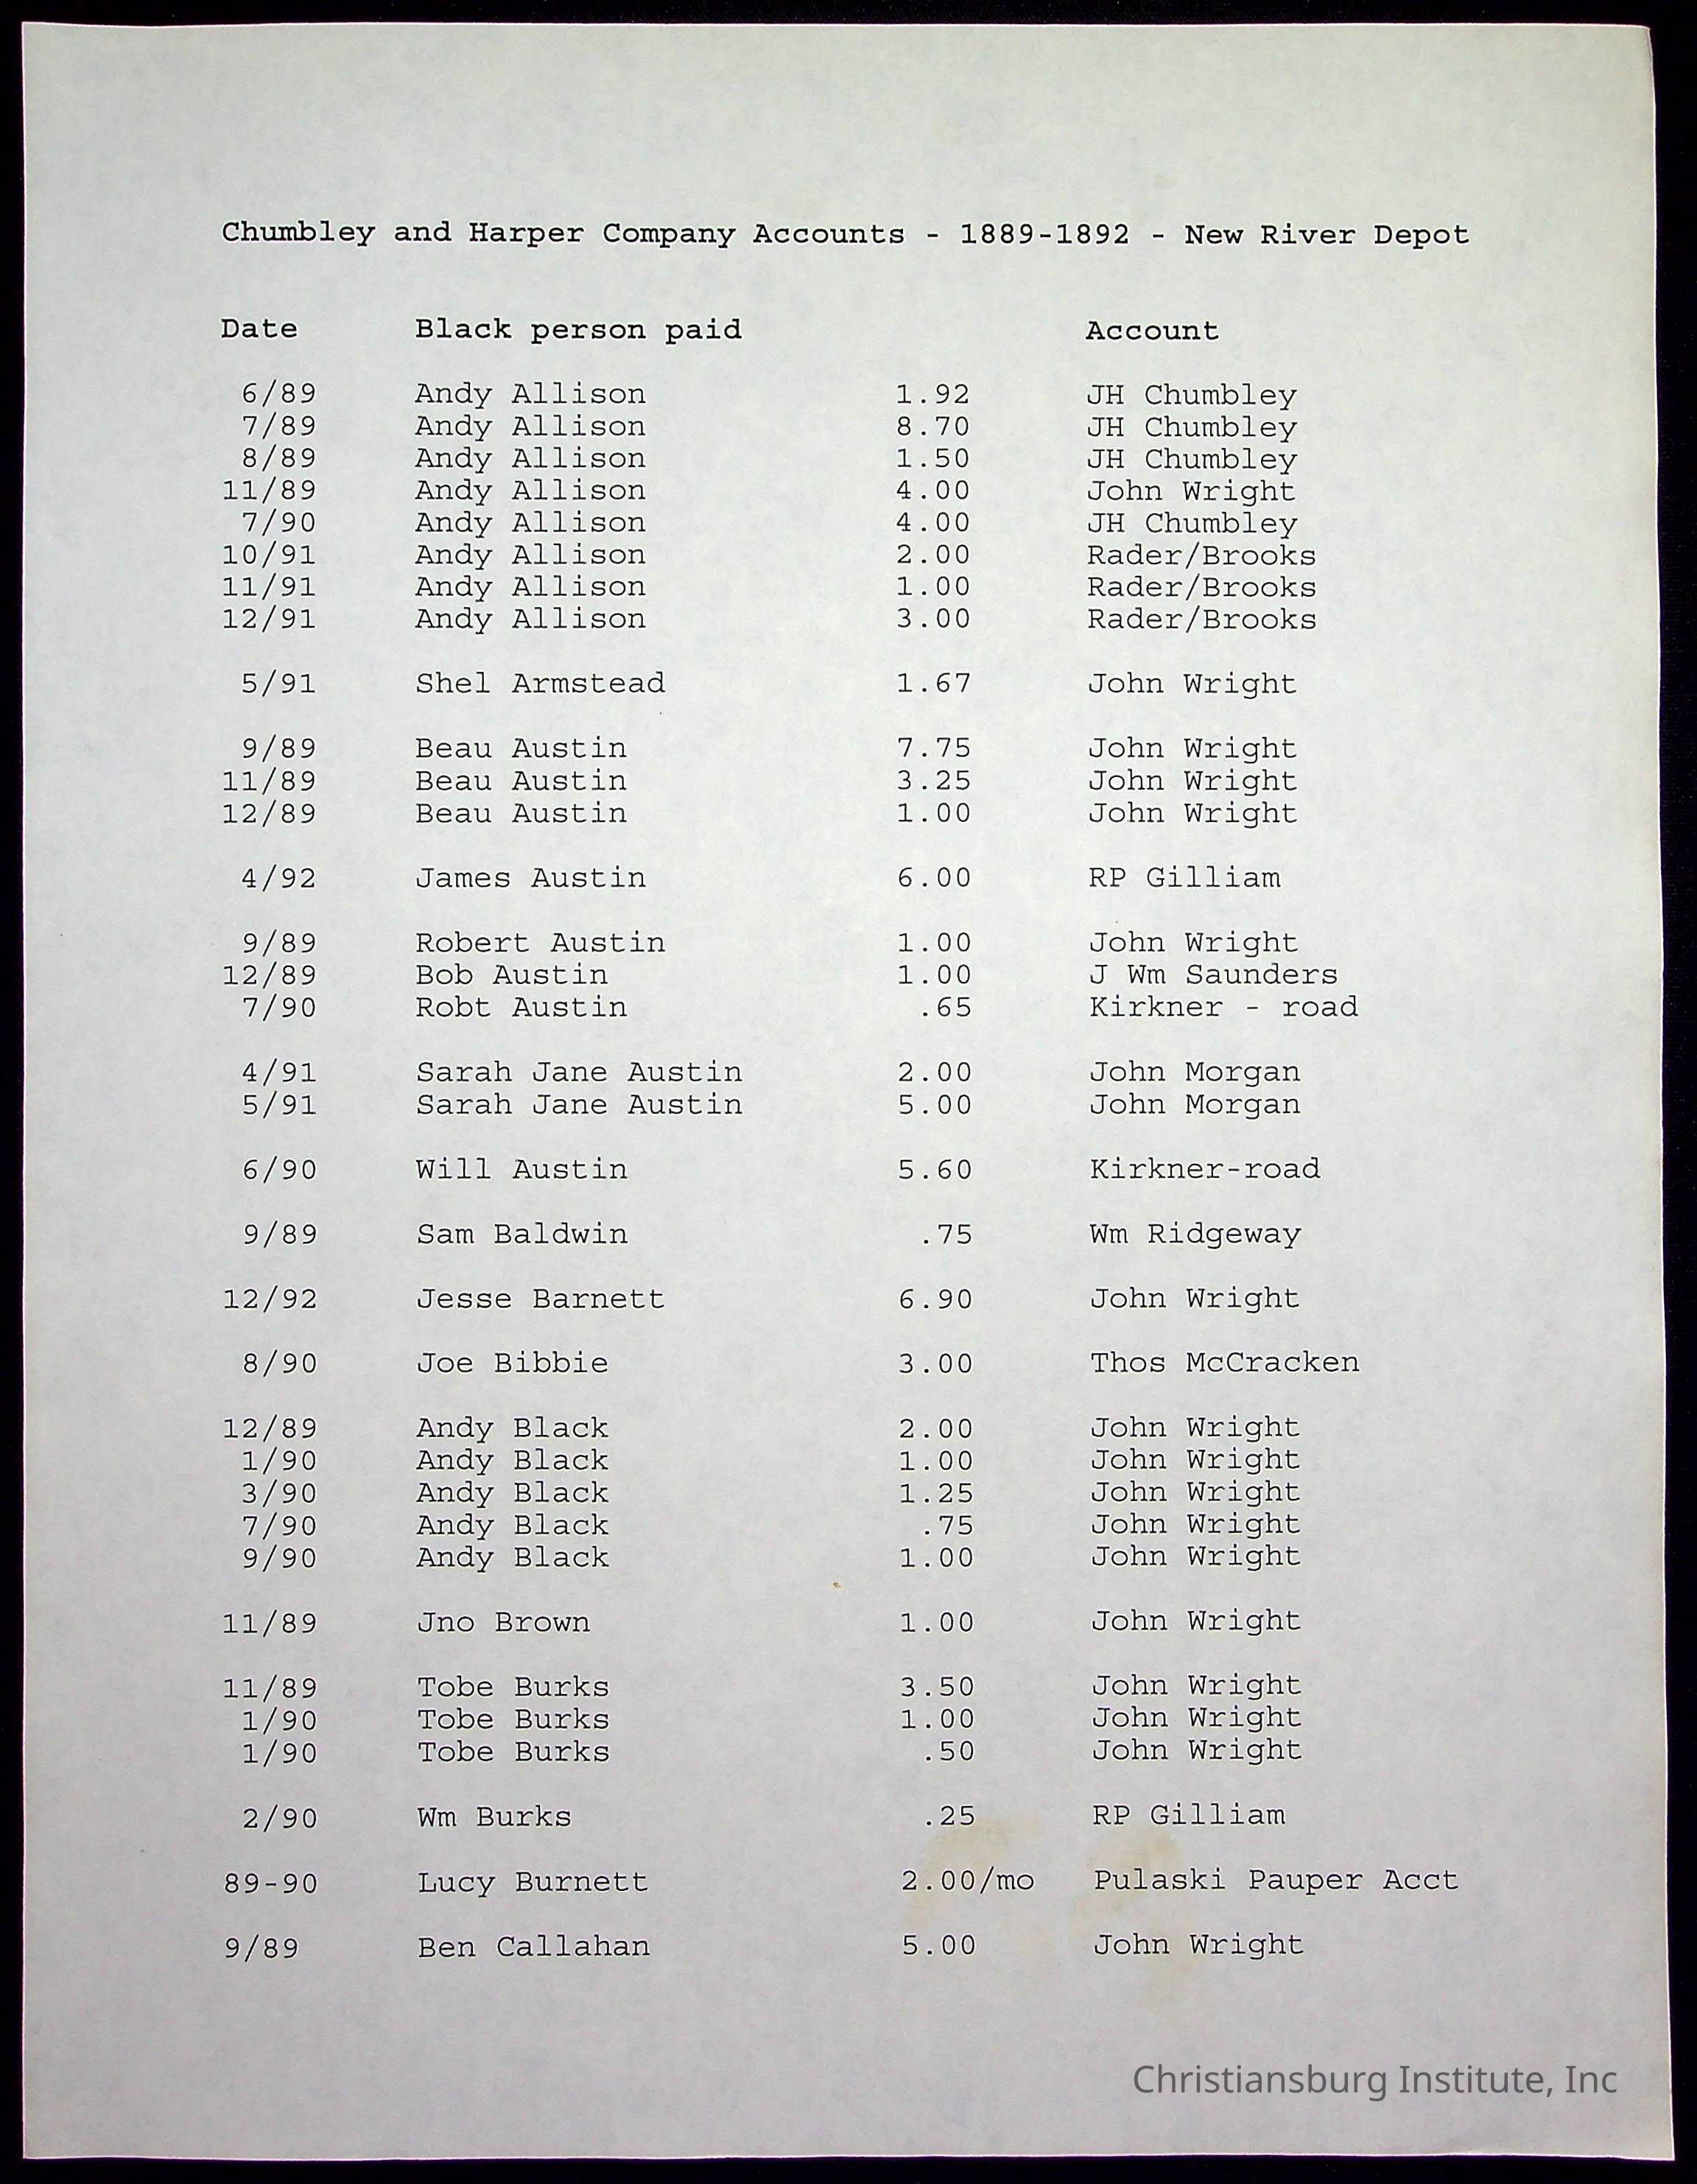 Chumbley and Harper Company Accounts - 1889-1892 - New River Depot
Date Black person paid Account
6/89 Andy Allison 1.92 JH Chumbley
7/89 Andy Allison 8.70 JH Chumbley
8/89 Andy Allison 1.50 JH Chumbley
11/89 Andy Allison 4.00 John Wright
7/90 Andy Allison 4.00 JH Chumbley
10/91 Andy Allison 2.00 Rader/Brooks
11/91 Andy Allison 1.00 Rader/Brooks
12/91 Andy Allison 3.00 Rader/Brooks
5/91 Shel Armstead 1.67 John Wright
9/89 Beau Austin 7.75 John Wright
11/89 Beau Austin 3.25 John Wright
12/89 Beau Austin 1.00 John Wright
4/92 James Austin 6.00 RP Gilliam
9/89 Robert Austin 1.00 John Wright
12/89 Bob Austin 1.00 J Wm Saunders
7/90 Robt Austin .65 Kirkner - road
4/91 Sarah Jane Austin 2.00 John Morgan
5/91 Sarah Jane Austin 5.00 John Morgan
6/90 Will Austin 5.60 Kirkner-road
9/89 Sam Baldwin .75 Wm Ridgeway
12/92 Jesse Barnett 6.90 John Wright
8/90 Joe Bibbie 3.00 Thos McCracken
12/89 Andy Black 2.00 John Wright
1/90 Andy Black 1.00 John Wright
3/90 Andy Black 1.25 John Wright
7/90 Andy Black .75 John Wright
9/90 Andy Black 1.00 John Wright
11/89 Jno Brown 1.00 John Wright
11/89 Tobe Burks 3.50 John Wright
1/90 Tobe Burks 1.00 John Wright
1/90 Tobe Burks .50 John Wright
2/90 Wm Burks .25 RP Gilliam
89-90 Lucy Burnett 2.00/mo Pulaski Pauper Acct
9/89 Ben Callahan 5.00 John Wright
Christiansburg Institute, Inc